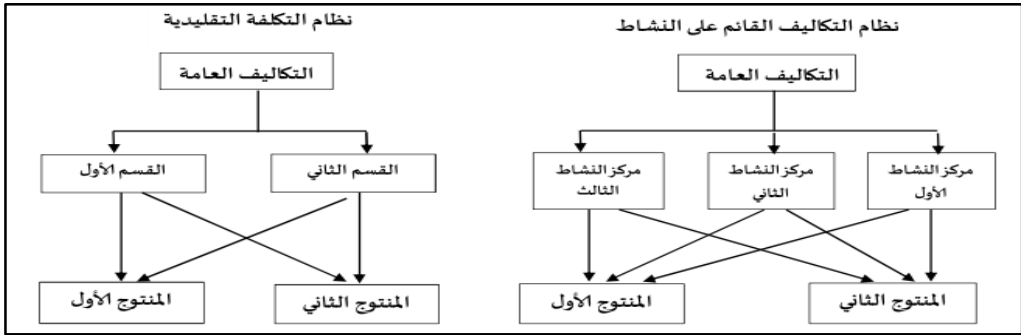 نظام التكاليف القائم على النشاط
التكاليف العامة
مركز النشاط
الأول
مركز النشاط
الثاني
مركز النشاط
الثالث
المنتوج الثاني
المنتوج الأول
نظام التكلفة التقليدية
التكاليف العامة
القسم الثاني
القسم الأول
المنتوج الثاني
المنتوج الأول